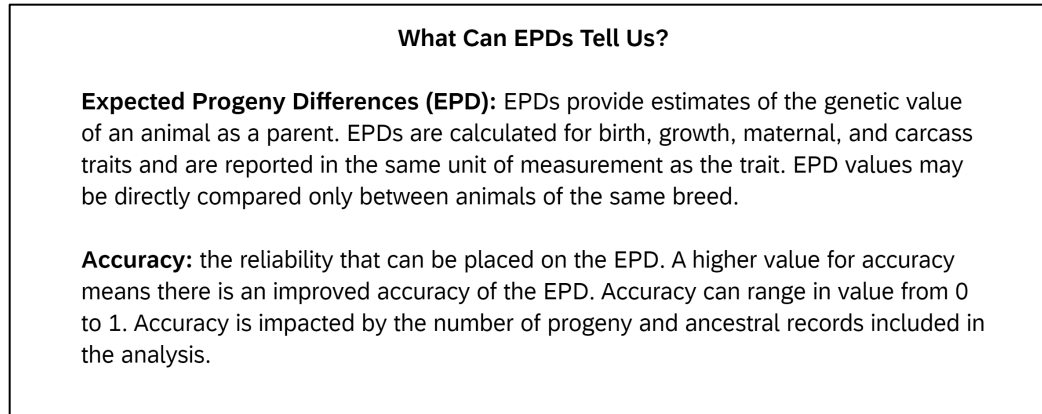 What Can EPDs Tell Us?
Expected Progeny Differences (EPD): EPDs provide estimates of the genetic value
of an animal as a parent. EPDs are calculated for birth, growth, maternal, and carcass
traits and are reported in the same unit of measurement as the trait. EPD values may
be directly compared only between animals of the same breed.
Accuracy: the reliability that can be placed on the EPD. A higher value for accuracy
means there is an improved accuracy of the EPD. Accuracy can range in value from 0
to 1. Accuracy is impacted by the number of progeny and ancestral records included in
the analysis.